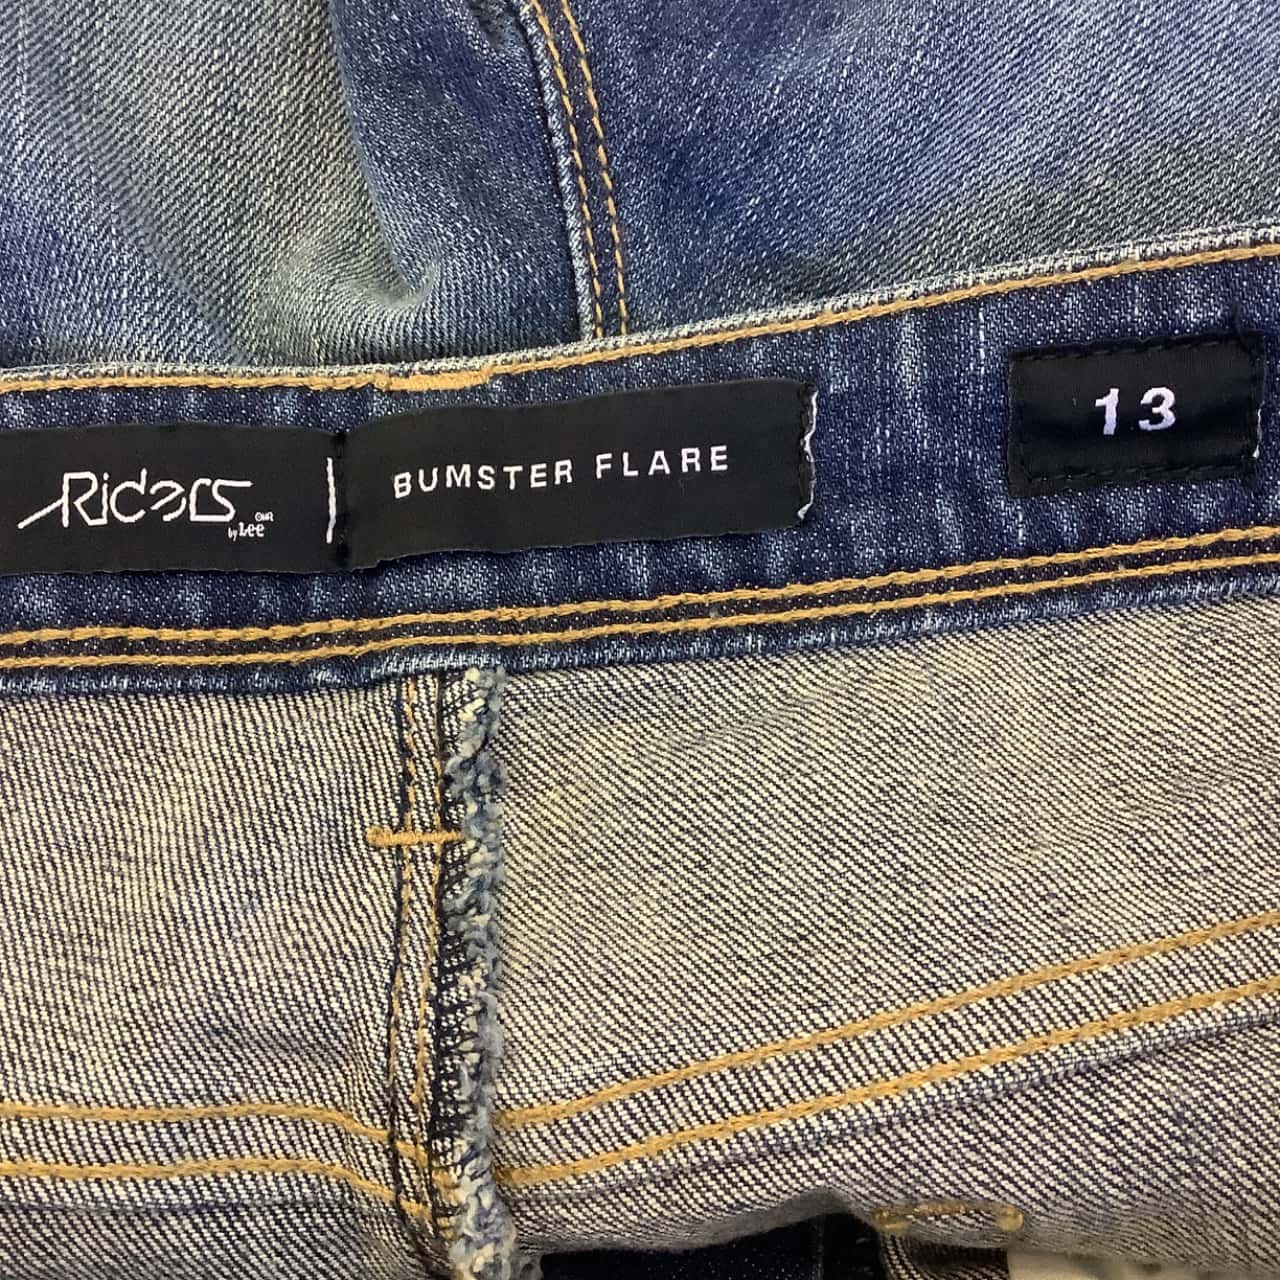 Riders
by Lee
BUMSTER FLARE
13